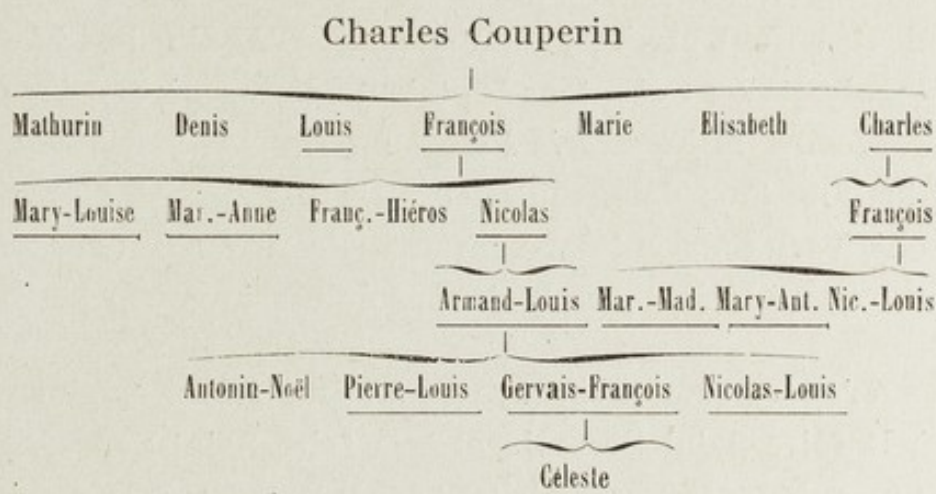 Charles Couperin
Mathurin Denis Louis François Marie Elisabeth Charles
Mary-Louise Mar.-Anne Franç.-Hiéros Nicolas François
Armand-Louis Mar.-Mad. Mary-Ant. Nic.-Louis
Antonin-Noël Pierre-Louis Gervais-François Nicolas-Louis
Céleste